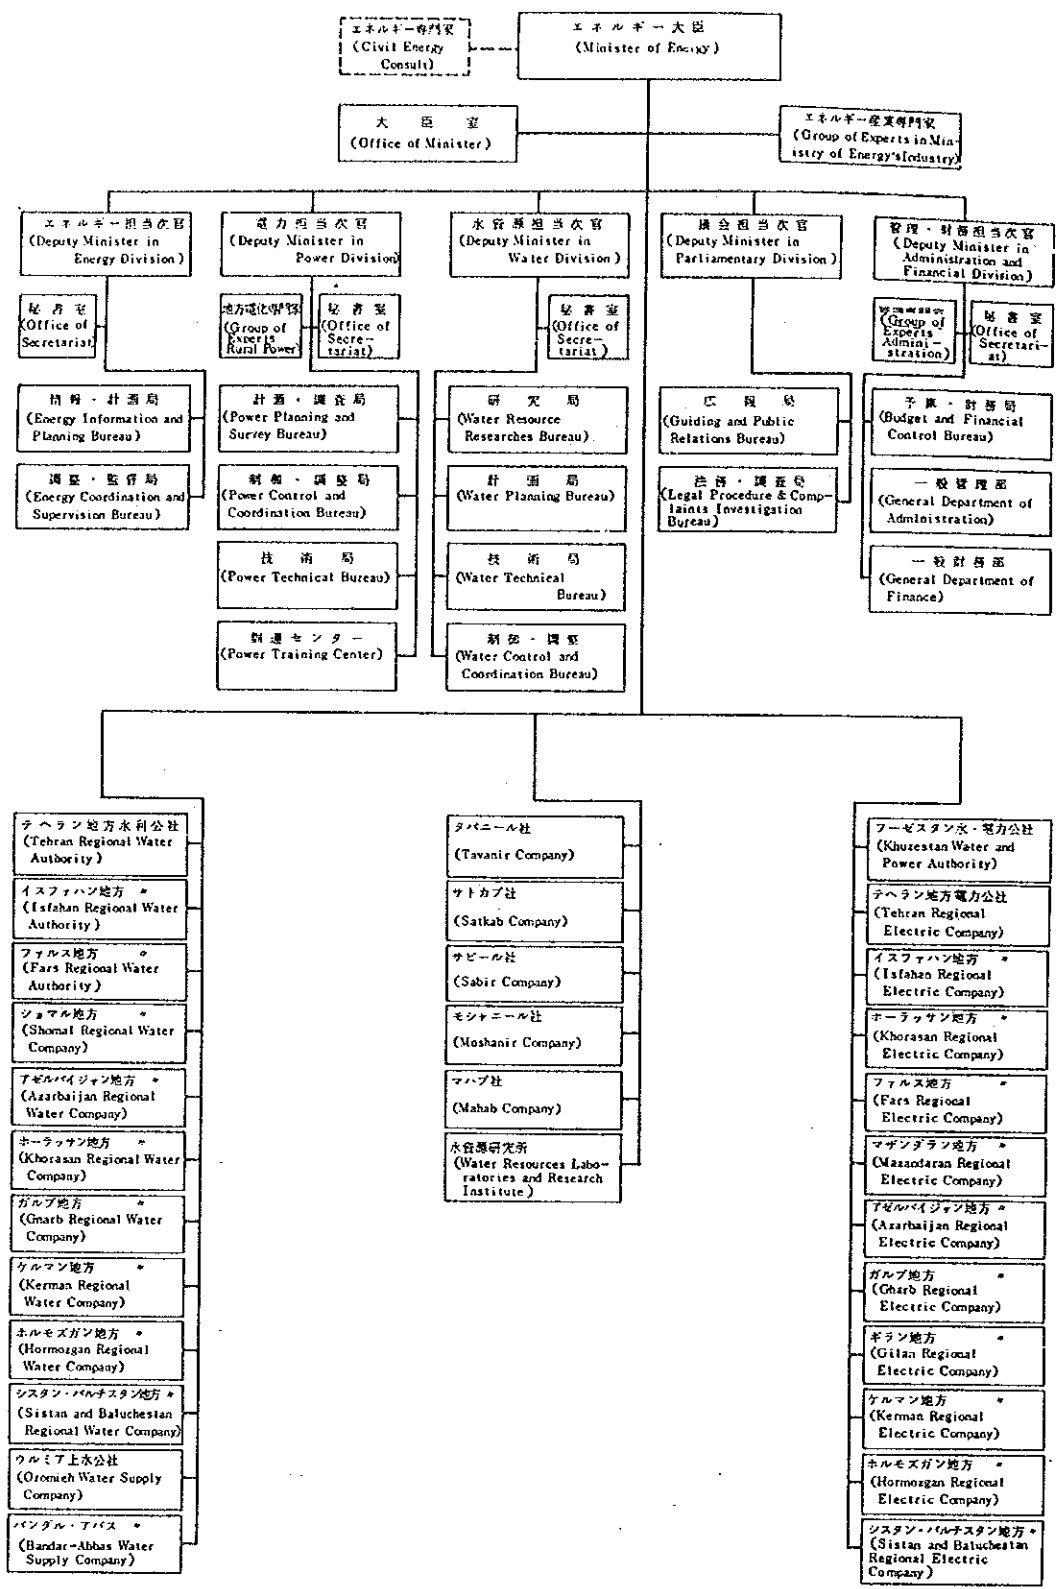 エネルギー専門家
(Civil Energy
Consult)
エネルギー大臣
(Minister of Energy)
大臣室
(Office of Minister)
エネルギー産業専門家
(Group of Experts in Min-
istry of Energy'sIndustry)
エネルギー担当次官
(Deputy Minister in
Energy Division)
電力担当次官
(Deputy Minister in
Power Division)
水資源担当次官
(Deputy Minister in
Water Division)
議会担当次官
(Deputy Minister in
Parliamentary Division)
管理・財務担当次官
(Deputy Minister in
Administration and
Financial Division)
秘書室
(Office of
Secretariat)
地方電化専門家
(Group of
Experts
Rural Power)
秘書室
(Office of
Secre-
tariat)
秘書室
(Office of
Secre-
tariat)
(Group of
Experts
Admini-
stration)
秘書室
(Office of
Secretari-
at)
情報・計画局
(Energy Information and
Planning Bureau)
調整・監督局
(Energy Coordination and
Supervision Bureau)
計画・調査局
(Power Planning and
Survey Bureau)
制御・調整局
(Power Control and
Coordination Bureau)
技術局
(Power Technical Bureau)
訓練センター
(Power Training Center)
研究局
(Water Resource
Researches Bureau)
計画局
(Water Planning Bureau)
技術局
(Water Technical
Bureau)
制御・調整
(Water Control and
Coordination Bureau)
広報局
(Guiding and Public
Relations Bureau)
法務・調査局
(Legal Procedure & Comp-
laints Investigation
Bureau)
予算・財務局
(Budget and Financial
Control Bureau)
一般管理部
(General Department of
Administration)
一般財務部
(General Department of
Finance)
テヘラン地方水利公社
(Tehran Regional Water
Authority)
イスファハン地方 〃
(Isfahan Regional Water
Authority)
ファルス地方 〃
(Fars Regional Water
Authority)
ショマル地方 〃
(Shomal Regional Water
Company)
アゼルバイジャン地方 〃
(Azarbaijan Regional
Water Company)
ホーラッサン地方 〃
(Khorasan Regional Water
Company)
ガルブ地方 〃
(Gnarb Regional Water
Company)
ケルマン地方 〃
(Kerman Regional
Water Company)
ホルモズガン地方 〃
(Hormozgan Regional
Water Company)
シスタン・バルチスタン地方 〃
(Sistan and Baluchestan
Regional Water Company)
ウルミア上水公社
(Oromieh Water Supply
Company)
バンダル・アバス 〃
(Bandar-Abbas Water
Supply Company)
タバニール社
(Tavanir Company)
サトカブ社
(Satkab Company)
サビール社
(Sabir Company)
モシャニール社
(Moshanir Company)
マハブ社
(Mahab Company)
水資源研究所
(Water Resources Labo-
ratories and Research
Institute)
フーゼスタン水・電力公社
(Khuzestan Water and
Power Authority)
テヘラン地方電力公社
(Tehran Regional
Electric Company)
イスファハン地方 〃
(Isfahan Regional
Electric Company)
ホーラッサン地方 〃
(Khorasan Regional
Electric Company)
ファルス地方 〃
(Fars Regional
Electric Company)
マザンダラン地方 〃
(Mazandaran Regional
Electric Company)
アゼルバイジャン地方 〃
(Azarbaijan Regional
Electric Company)
ガルブ地方 〃
(Gharb Regional
Electric Company)
ギラン地方 〃
(Gilan Regional
Electric Company)
ケルマン地方 〃
(Kerman Regional
Electric Company)
ホルモズガン地方 〃
(Hormozgan Regional
Electric Company)
シスタン・バルチスタン地方 〃
(Sistan and Baluchestan
Regional Electric
Company)